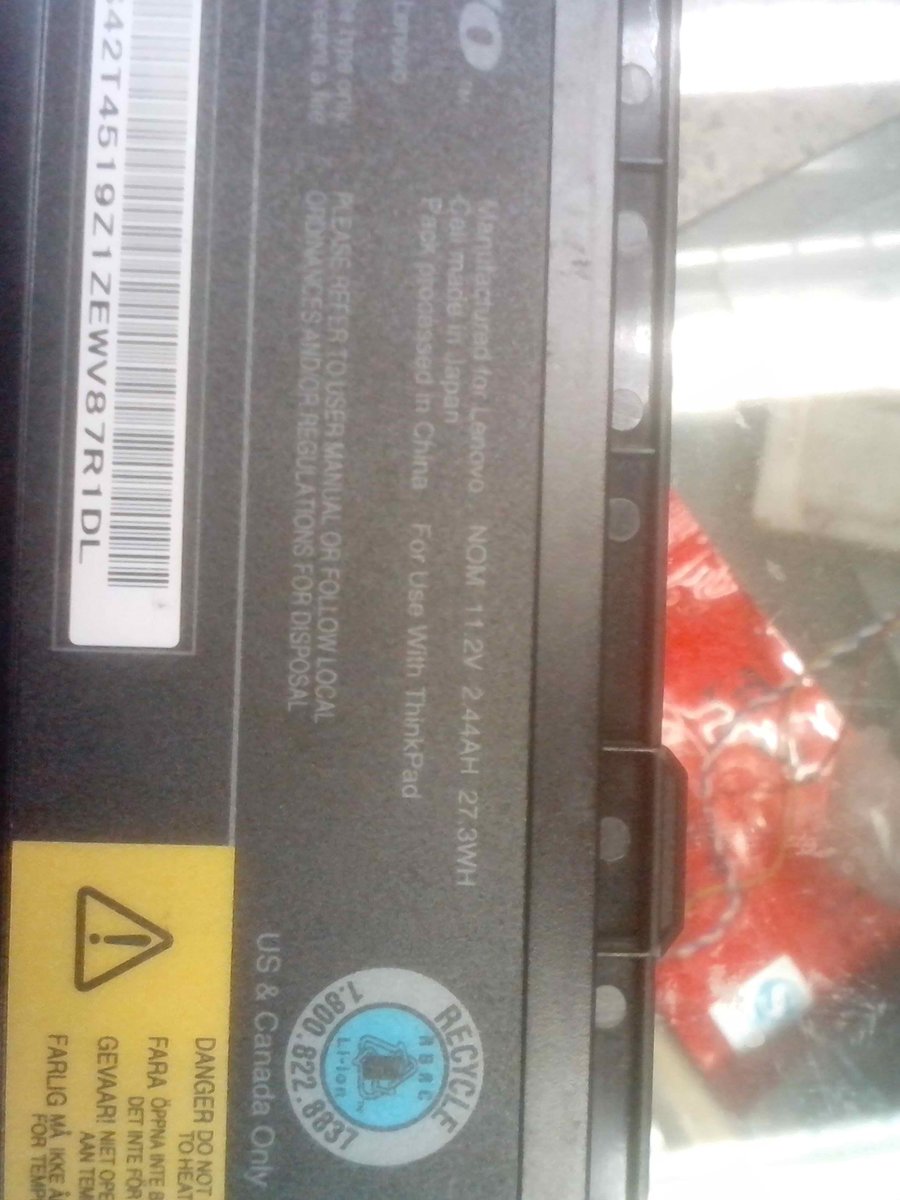 VO™
Manufactured for Lenovo NOM 11.2V 2.44AH 27.3WH
Cell made in Japan
Pack processed in China For Use With ThinkPad
Lenovo
PLEASE REFER TO USER MANUAL OR FOLLOW LOCAL
ORDINANCES AND/OR REGULATIONS FOR DISPOSAL
S42T4519Z1ZEWV87R1DL
RECYCLE
RBRC
Li-ion
1.800.822.8837
US & Canada Only
DANGER DO NOT
TO HEAT
FARA ÖPPNA INTE B
DET INTE FÖR
GEVAAR! NIET OPE
AAN TEM
FARLIG MÅ IKKE Å
FOR TEMP